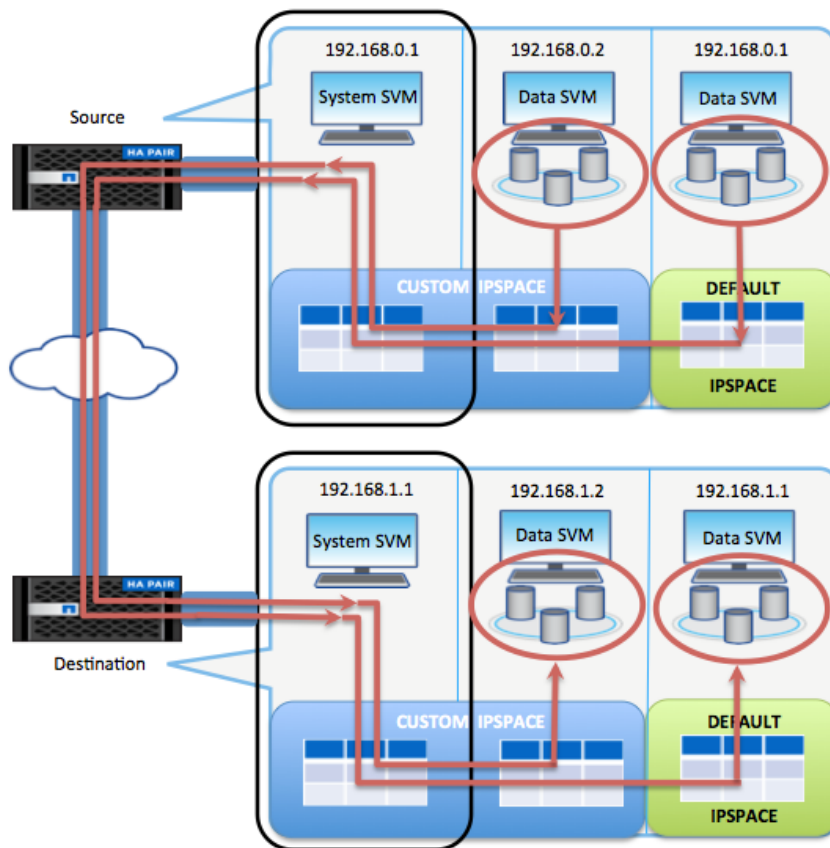 192.168.0.1
192.168.0.2
192.168.0.1
System SVM
Data SVM
Data SVM
Source
HA PAIR
CUSTOM IPSPACE
DEFAULT
IPSPACE
192.168.1.1
192.168.1.2
192.168.1.1
System SVM
Data SVM
Data SVM
HA PAIR
Destination
CUSTOM IPSPACE
DEFAULT
IPSPACE